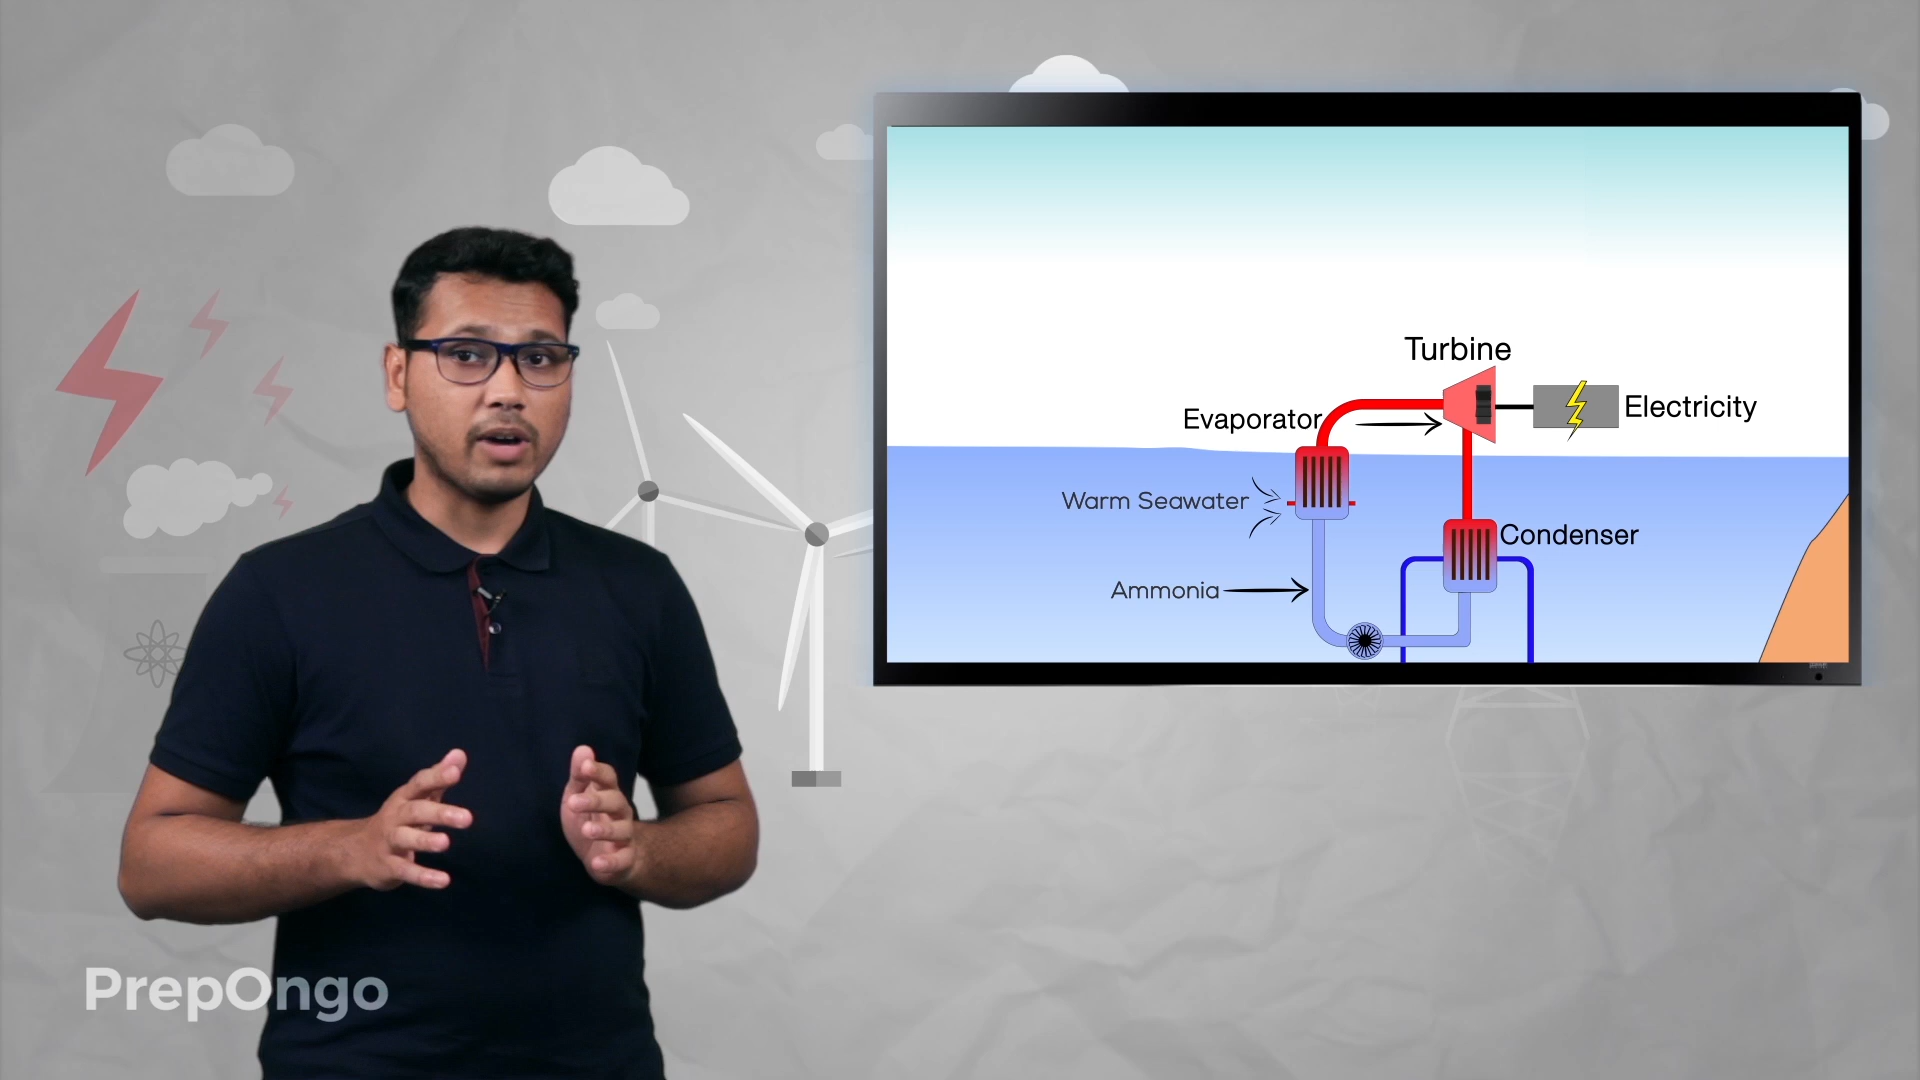 Turbine
Electricity
Evaporator
Warm Seawater
Condenser
Ammonia
PrepOngo